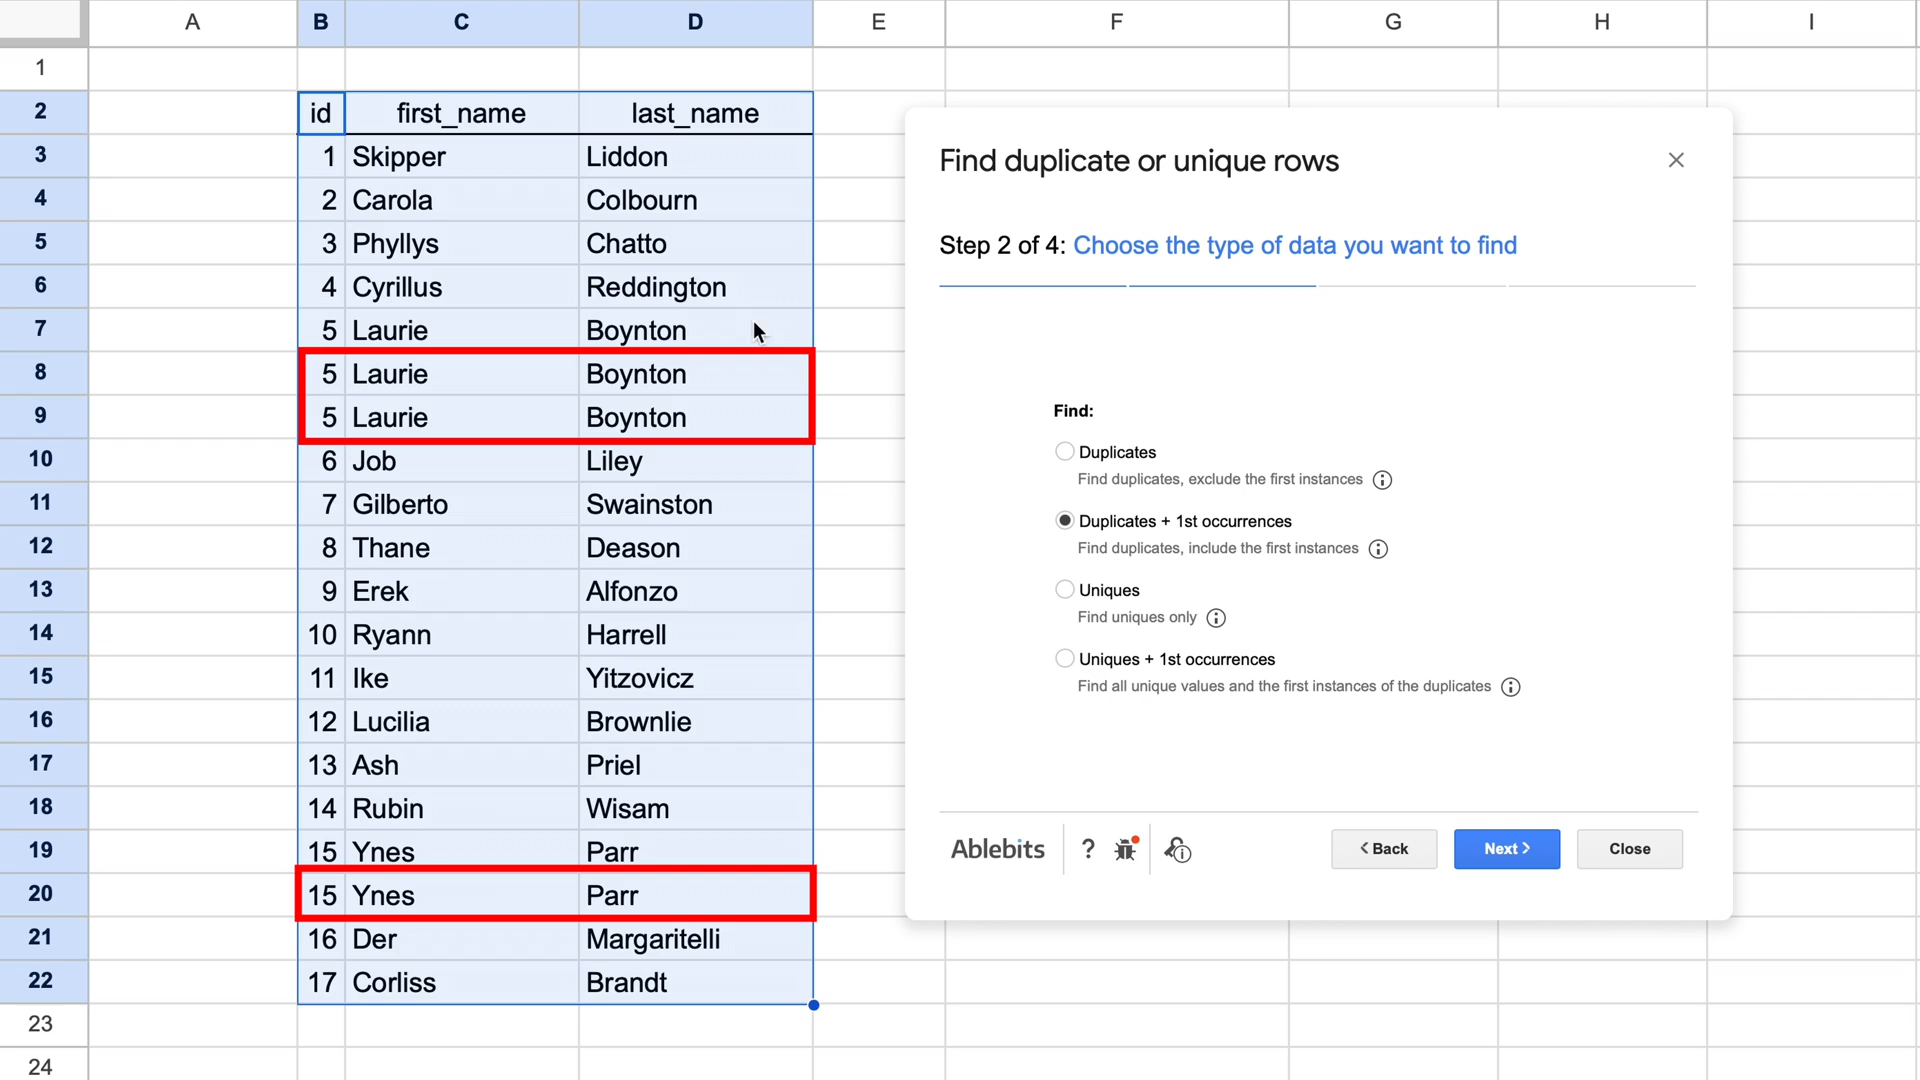 A B C D E F G H I
1
2 id first_name last_name
3 1 Skipper Liddon
4 2 Carola Colbourn
5 3 Phyllys Chatto
6 4 Cyrillus Reddington
7 5 Laurie Boynton
8 5 Laurie Boynton
9 5 Laurie Boynton
10 6 Job Liley
11 7 Gilberto Swainston
12 8 Thane Deason
13 9 Erek Alfonzo
14 10 Ryann Harrell
15 11 Ike Yitzovicz
16 12 Lucilia Brownlie
17 13 Ash Priel
18 14 Rubin Wisam
19 15 Ynes Parr
20 15 Ynes Parr
21 16 Der Margaritelli
22 17 Corliss Brandt
23
24
Find duplicate or unique rows
Step 2 of 4: Choose the type of data you want to find
Find:
Duplicates
Find duplicates, exclude the first instances
Duplicates + 1st occurrences
Find duplicates, include the first instances
Uniques
Find uniques only
Uniques + 1st occurrences
Find all unique values and the first instances of the duplicates
Ablebits ? < Back Next > Close